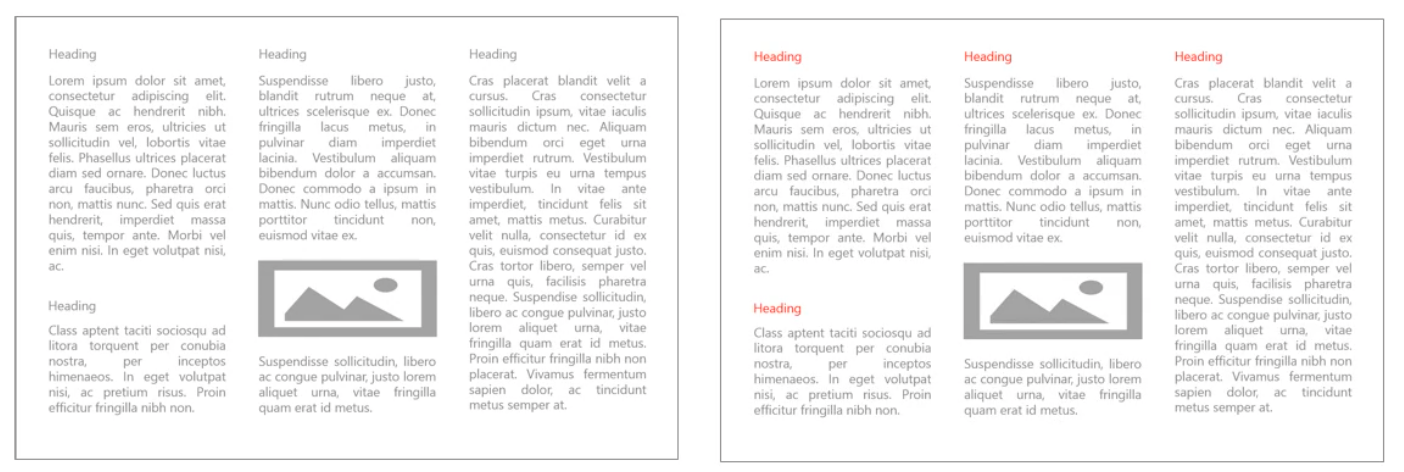 Heading
Lorem ipsum dolor sit amet,
consectetur adipiscing elit.
Quisque ac hendrerit nibh.
Mauris sem eros, ultricies ut
sollicitudin vel, lobortis vitae
felis. Phasellus ultrices placerat
diam sed ornare. Donec luctus
arcu faucibus, pharetra orci
non, mattis nunc. Sed quis erat
hendrerit, imperdiet massa
quis, tempor ante. Morbi vel
enim nisi. In eget volutpat nisi,
ac.
Heading
Class aptent taciti sociosqu ad
litora torquent per conubia
nostra, per inceptos
himenaeos. In eget volutpat
nisi, ac pretium risus. Proin
efficitur fringilla nibh non.
Heading
Suspendisse libero justo,
blandit rutrum neque at,
ultrices scelerisque ex. Donec
fringilla lacus metus, in
pulvinar diam imperdiet
lacinia. Vestibulum aliquam
bibendum dolor a accumsan.
Donec commodo a ipsum in
mattis. Nunc odio tellus, mattis
porttitor tincidunt non,
euismod vitae ex.
Suspendisse sollicitudin, libero
ac congue pulvinar, justo lorem
aliquet urna, vitae fringilla
quam erat id metus.
Heading
Cras placerat blandit velit a
cursus. Cras consectetur
sollicitudin ipsum, vitae iaculis
mauris dictum nec. Aliquam
bibendum orci eget urna
imperdiet rutrum. Vestibulum
vitae turpis eu urna tempus
vestibulum. In vitae ante
imperdiet, tincidunt felis sit
amet, mattis metus. Curabitur
velit nulla, consectetur id ex
quis, euismod consequat justo.
Cras tortor libero, semper vel
urna quis, facilisis pharetra
neque. Suspendise sollicitudin,
libero ac congue pulvinar, justo
lorem aliquet urna, vitae
fringilla quam erat id metus.
Proin efficitur fringilla nibh non
placerat. Vivamus fermentum
sapien dolor, ac tincidunt
metus semper at.
Heading
Lorem ipsum dolor sit amet,
consectetur adipiscing elit.
Quisque ac hendrerit nibh.
Mauris sem eros, ultricies ut
sollicitudin vel, lobortis vitae
felis. Phasellus ultrices placerat
diam sed ornare. Donec luctus
arcu faucibus, pharetra orci
non, mattis nunc. Sed quis erat
hendrerit, imperdiet massa
quis, tempor ante. Morbi vel
enim nisi. In eget volutpat nisi,
ac.
Heading
Class aptent taciti sociosqu ad
litora torquent per conubia
nostra, per inceptos
himenaeos. In eget volutpat
nisi, ac pretium risus. Proin
efficitur fringilla nibh non.
Heading
Suspendisse libero justo,
blandit rutrum neque at,
ultrices scelerisque ex. Donec
fringilla lacus metus, in
pulvinar diam imperdiet
lacinia. Vestibulum aliquam
bibendum dolor a accumsan.
Donec commodo a ipsum in
mattis. Nunc odio tellus, mattis
porttitor tincidunt non,
euismod vitae ex.
Suspendisse sollicitudin, libero
ac congue pulvinar, justo lorem
aliquet urna, vitae fringilla
quam erat id metus.
Heading
Cras placerat blandit velit a
cursus. Cras consectetur
sollicitudin ipsum, vitae iaculis
mauris dictum nec. Aliquam
bibendum orci eget urna
imperdiet rutrum. Vestibulum
vitae turpis eu urna tempus
vestibulum. In vitae ante
imperdiet, tincidunt felis sit
amet, mattis metus. Curabitur
velit nulla, consectetur id ex
quis, euismod consequat justo.
Cras tortor libero, semper vel
urna quis, facilisis pharetra
neque. Suspendise sollicitudin,
libero ac congue pulvinar, justo
lorem aliquet urna, vitae
fringilla quam erat id metus.
Proin efficitur fringilla nibh non
placerat. Vivamus fermentum
sapien dolor, ac tincidunt
metus semper at.